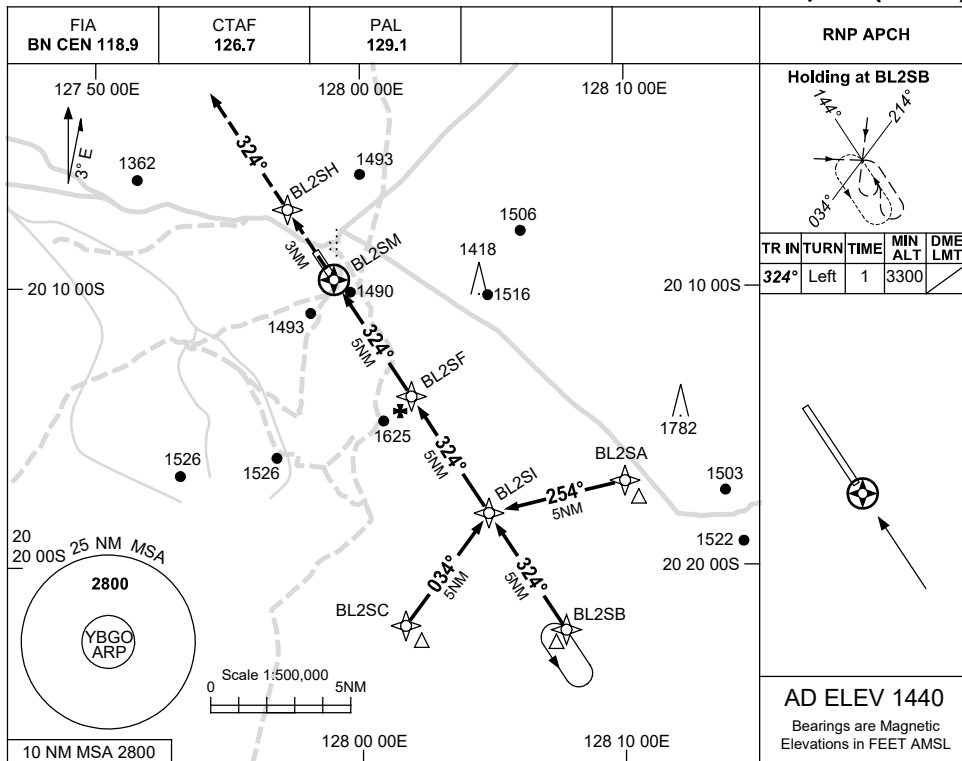 FIA
BN CEN 118.9
CTAF
126.7
PAL
129.1
RNP APCH
127 50 00E
128 00 00E
128 10 00E
Holding at BL2SB
144°
214°
034°
TR IN TURN TIME MIN ALT DME LMT
324° Left 1 3300
3° E
1362
324°
1493
BL2SH
3NM
BL2SM
1506
1418
1516
1490
1493
20 10 00S
20 10 00S
324°
5NM
BL2SF
1625
1782
1526
1526
324°
5NM
BL2SI
BL2SA
254°
5NM
1503
1522
20
20 00S
20 20 00S
25 NM MSA
2800
YBGO
ARP
034°
5NM
324°
5NM
BL2SC
BL2SB
Scale 1:500,000
0 5NM
10 NM MSA 2800
128 00 00E
128 10 00E
AD ELEV 1440
Bearings are Magnetic
Elevations in FEET AMSL